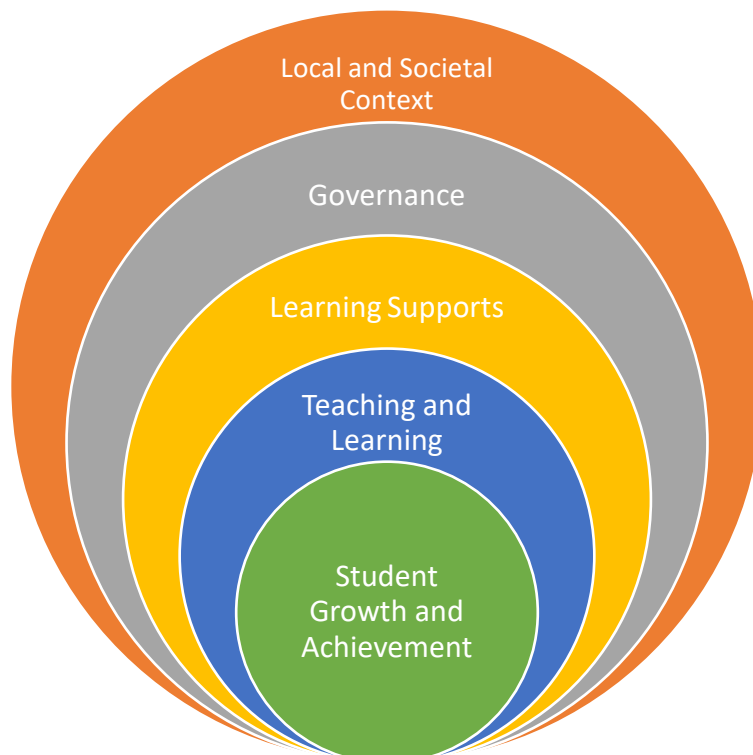 Local and Societal
Context
Governance
Learning Supports
Teaching and
Learning
Student
Growth and
Achievement